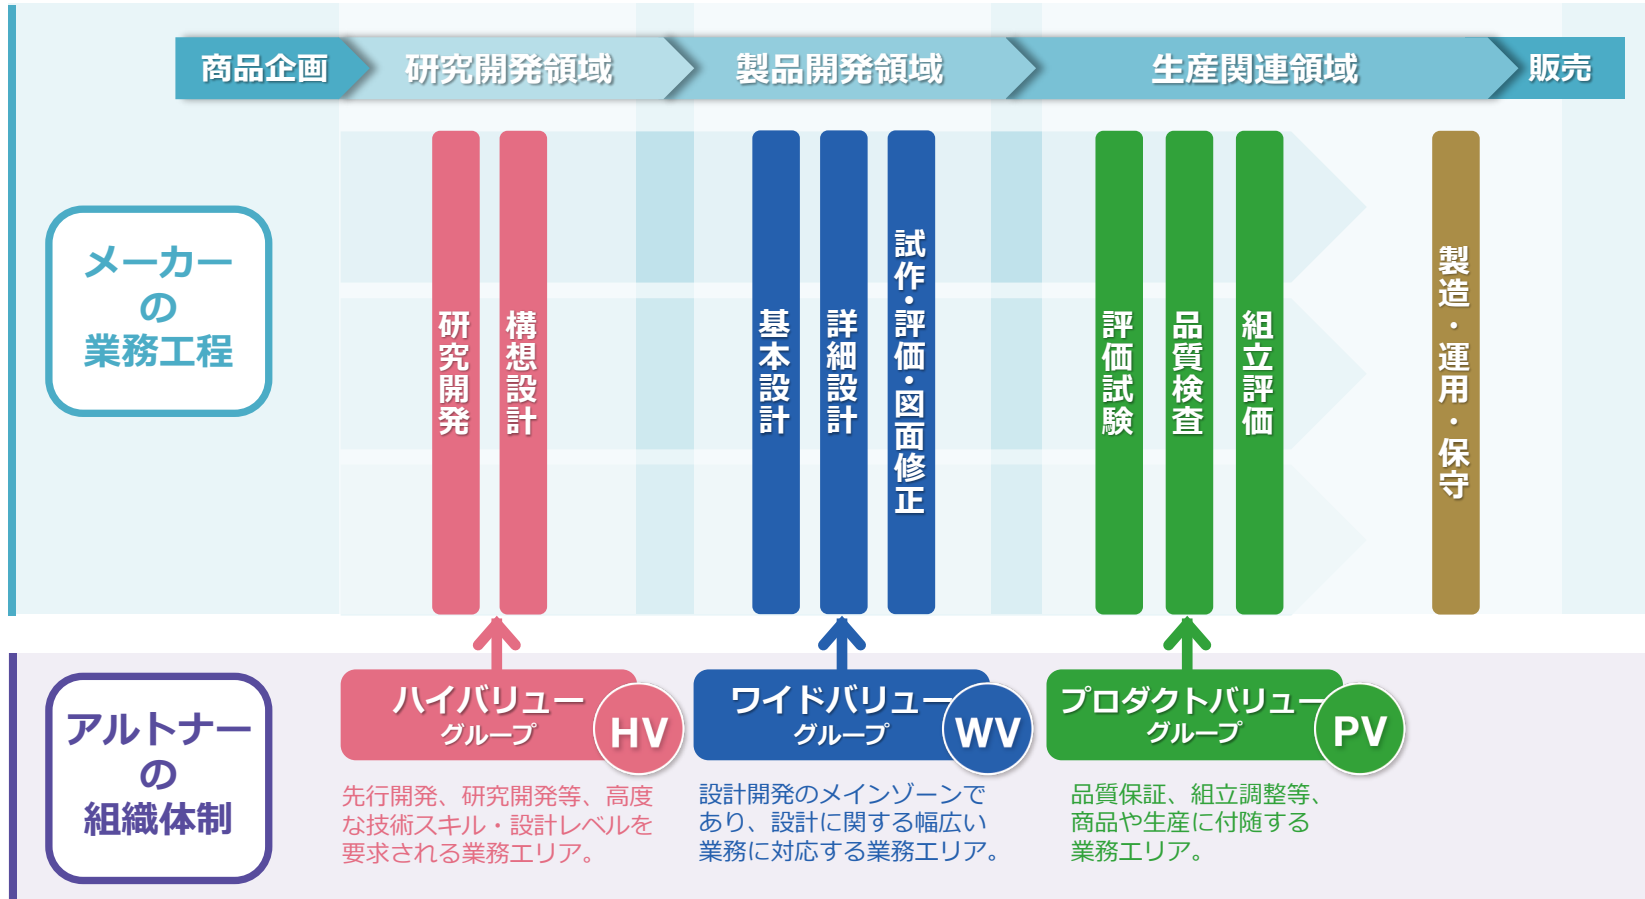 商品企画
研究開発領域
製品開発領域
生産関連領域
販売
メーカー
の
業務工程
研究開発
構想設計
基本設計
詳細設計
試作・評価・図面修正
評価試験
品質検査
組立評価
製造・運用・保守
アルトナー
の
組織体制
ハイバリュー
グループ
HV
先行開発、研究開発等、高度
な技術スキル・設計レベルを
要求される業務エリア。
ワイドバリュー
グループ
WV
設計開発のメインゾーンで
あり、設計に関する幅広い
業務に対応する業務エリア。
プロダクトバリュー
グループ
PV
品質保証、組立調整等、
商品や生産に付随する
業務エリア。